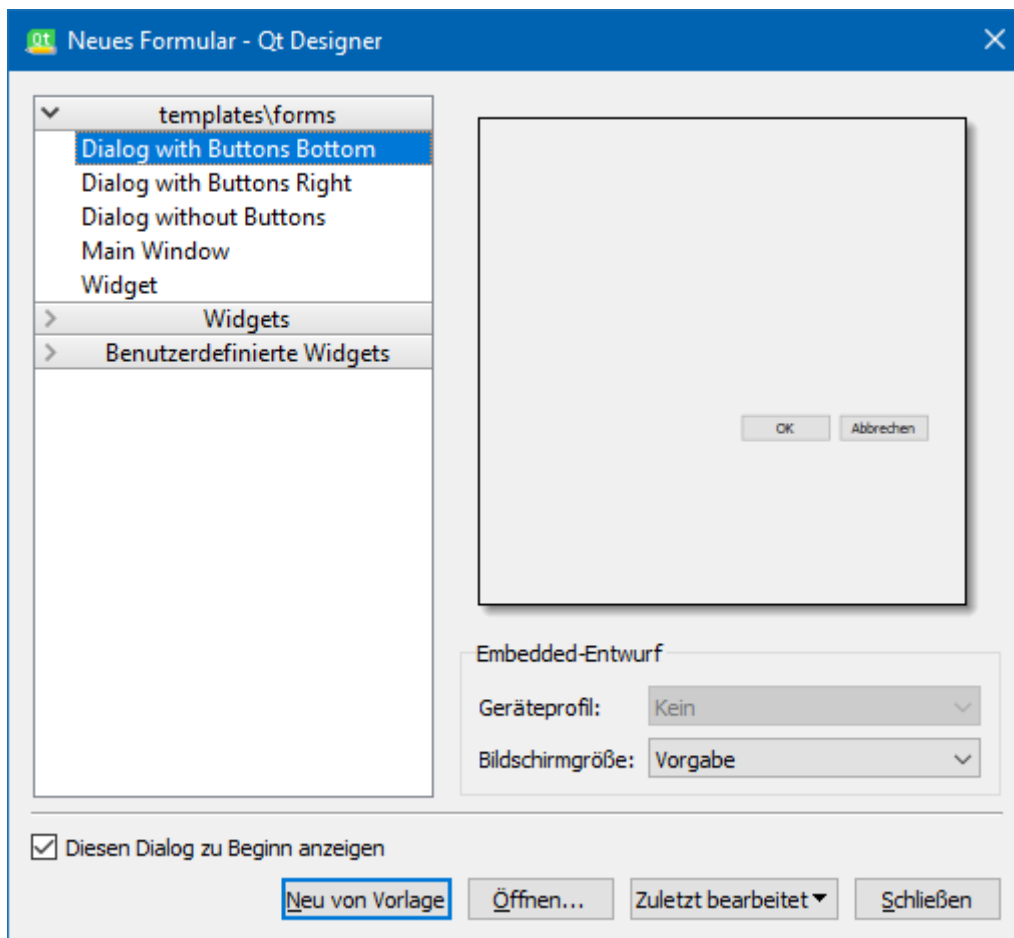 Neues Formular - Qt Designer
templates\forms
Dialog with Buttons Bottom
Dialog with Buttons Right
Dialog without Buttons
Main Window
Widget
Widgets
Benutzerdefinierte Widgets
OK Abbrechen
Embedded-Entwurf
Geräteprofil: Kein
Bildschirmgröße: Vorgabe
Diesen Dialog zu Beginn anzeigen
Neu von Vorlage Öffnen... Zuletzt bearbeitet Schließen